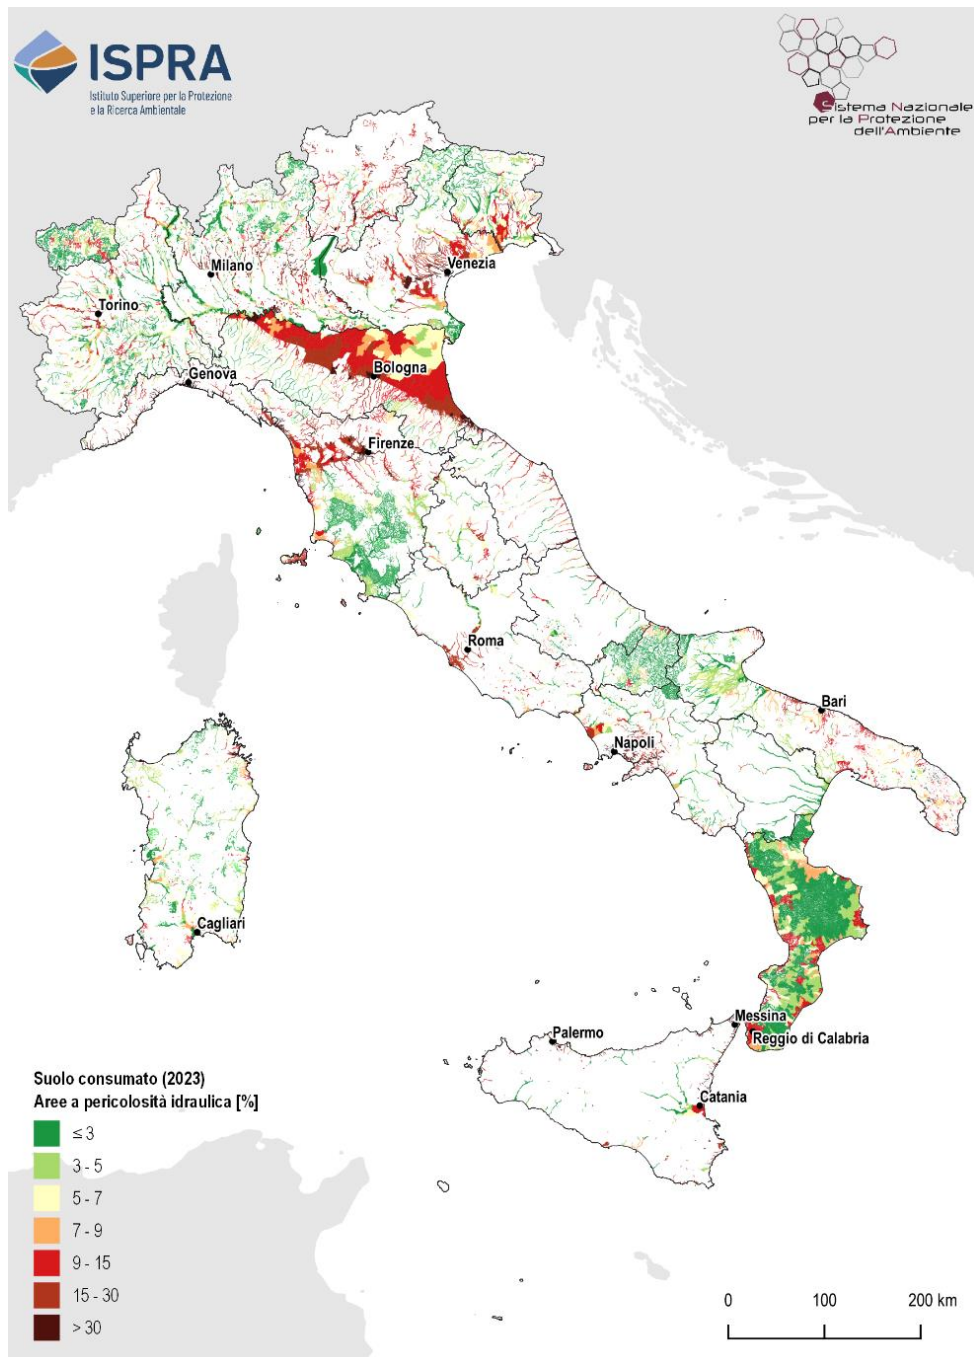 ISPRA
Istituto Superiore per la Protezione
e la Ricerca Ambientale
Sistema Nazionale
per la Protezione
dell'Ambiente
Milano
Venezia
Torino
Bologna
Genova
Firenze
Roma
Bari
Napoli
Cagliari
Messina
Palermo
Reggio di Calabria
Catania
Suolo consumato (2023)
Aree a pericolosità idraulica [%]
≤ 3
3 - 5
5 - 7
7 - 9
9 - 15
15 - 30
> 30
0 100 200 km